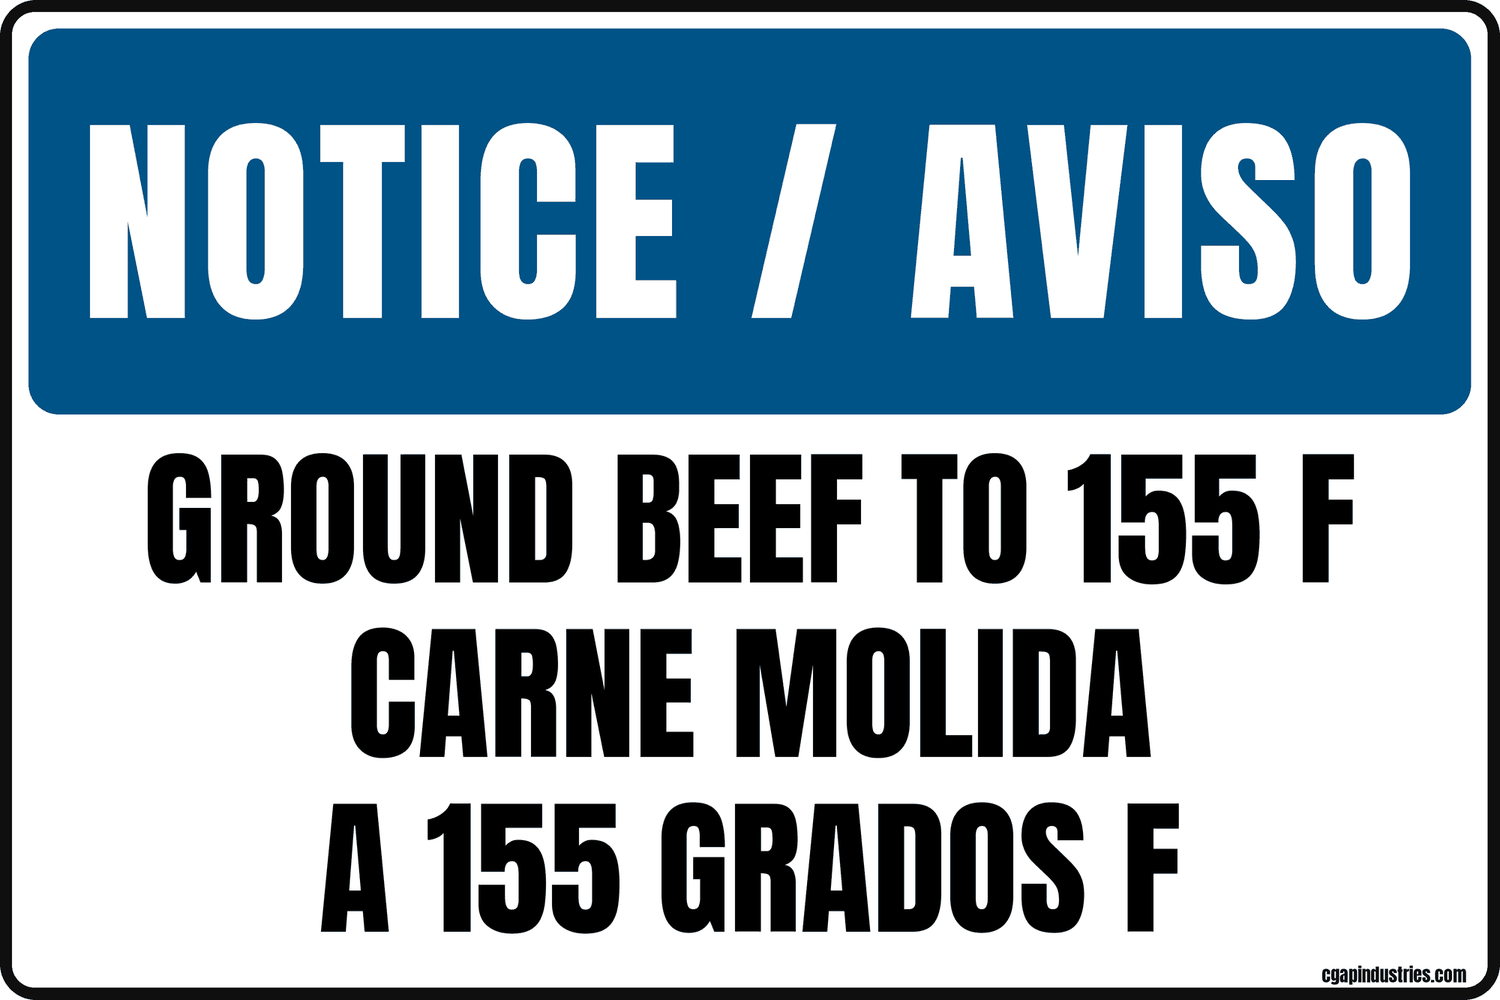 NOTICE / AVISO
GROUND BEEF TO 155 F
CARNE MOLIDA
A 155 GRADOS F
cgapindustries.com